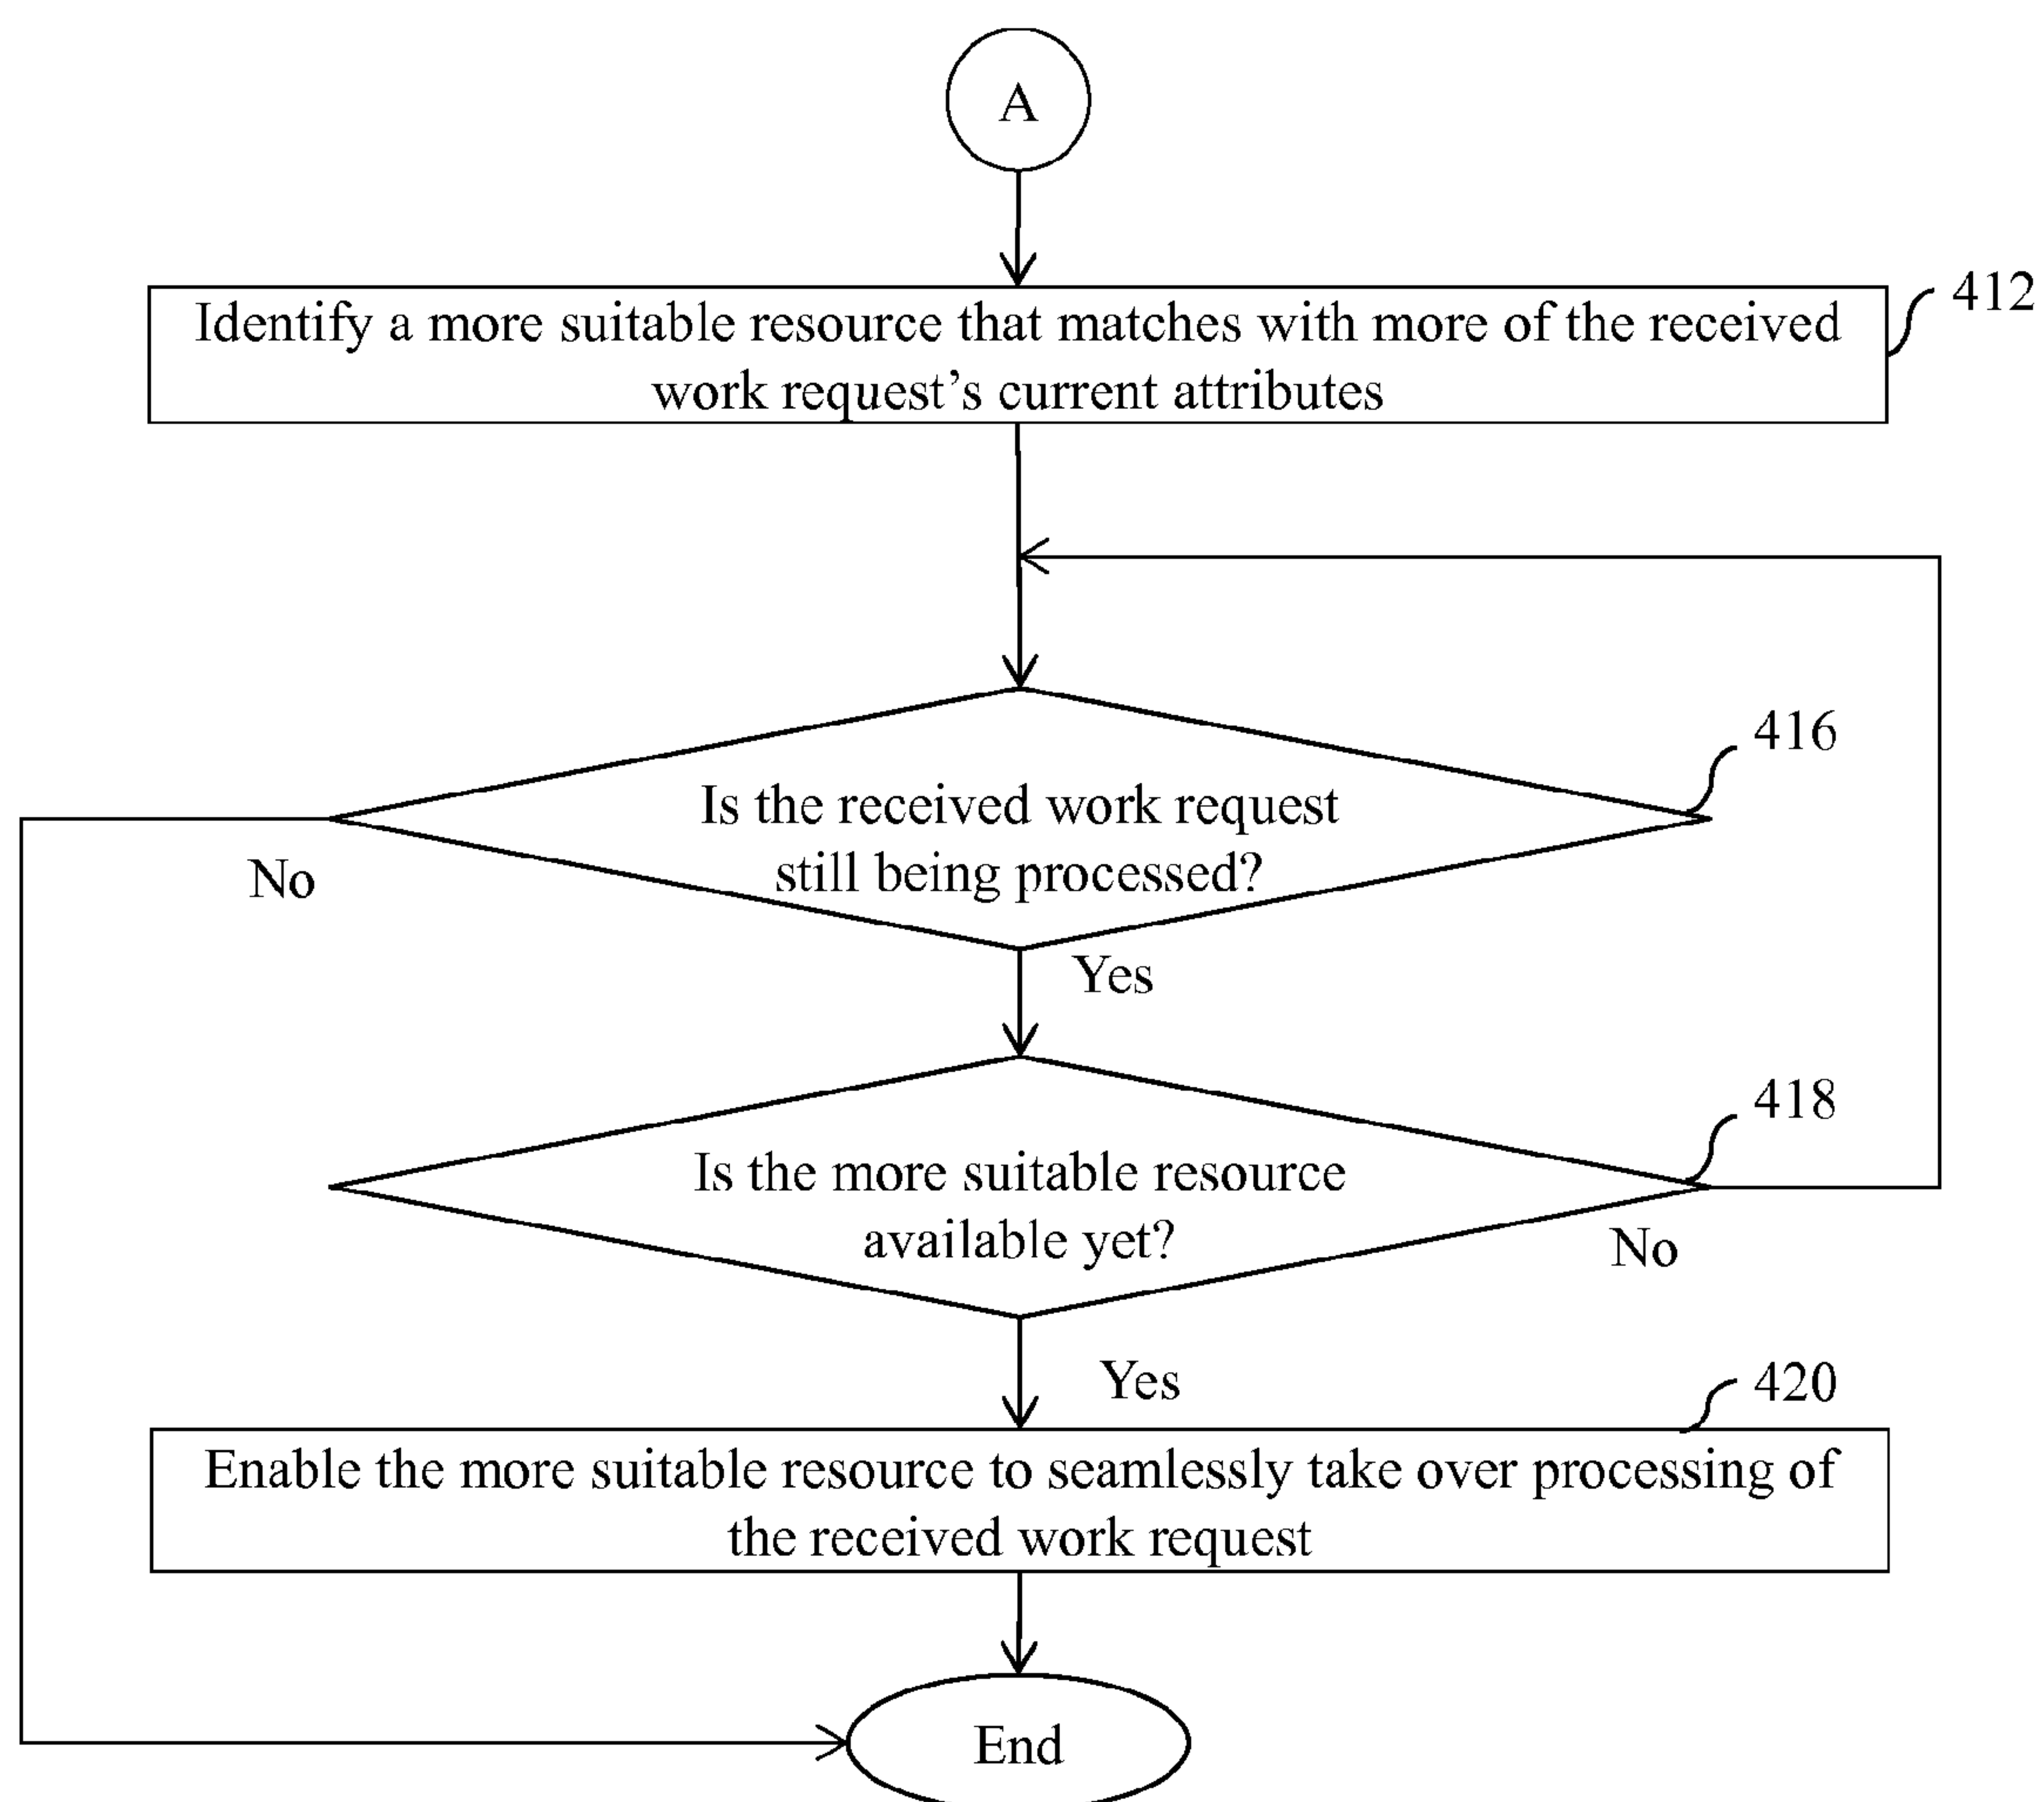 A
Identify a more suitable resource that matches with more of the received
work request’s current attributes
412
416
Is the received work request
still being processed?
No
Yes
418
Is the more suitable resource
available yet?
No
Yes
420
Enable the more suitable resource to seamlessly take over processing of
the received work request
End